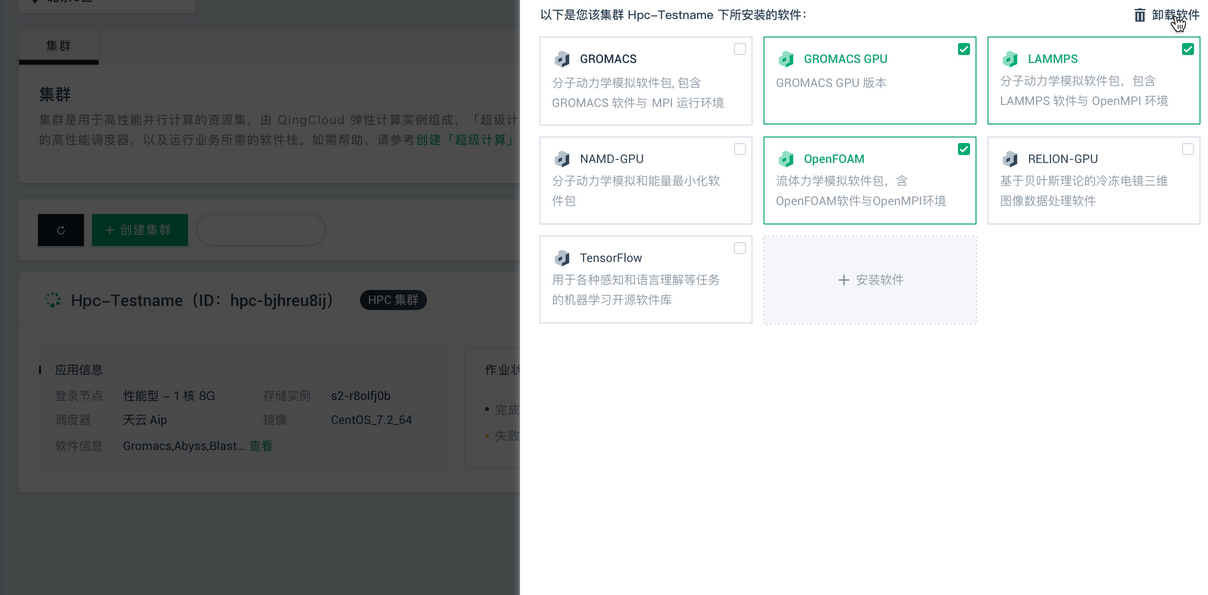 集群
集群
集群是用于高性能并行计算的资源集，由 QingCloud 弹性计算实例组成，「超级计
的高性能调度器，以及运行业务所需的软件栈。如需帮助，请参考创建「超级计算」
+ 创建集群
Hpc-Testname（ID：hpc-bjhreu8ij）
HPC 集群
应用信息
登录节点 性能型 – 1 核 8G 存储实例 s2-r8olfj0b
调度器 天云 Aip 镜像 CentOS_7.2_64
软件信息 Gromacs,Abyss,Blast... 查看
作业状
完成
失败
以下是您该集群 Hpc-Testname 下所安装的软件：
卸载软件
GROMACS
分子动力学模拟软件包, 包含
GROMACS 软件与 MPI 运行环境
GROMACS GPU
GROMACS GPU 版本
LAMMPS
分子动力学模拟软件包，包含
LAMMPS 软件与 OpenMPI 环境
NAMD-GPU
分子动力学模拟和能量最小化软
件包
OpenFOAM
流体力学模拟软件包，含
OpenFOAM软件与OpenMPI环境
RELION-GPU
基于贝叶斯理论的冷冻电镜三维
图像数据处理软件
TensorFlow
用于各种感知和语言理解等任务
的机器学习开源软件库
+ 安装软件